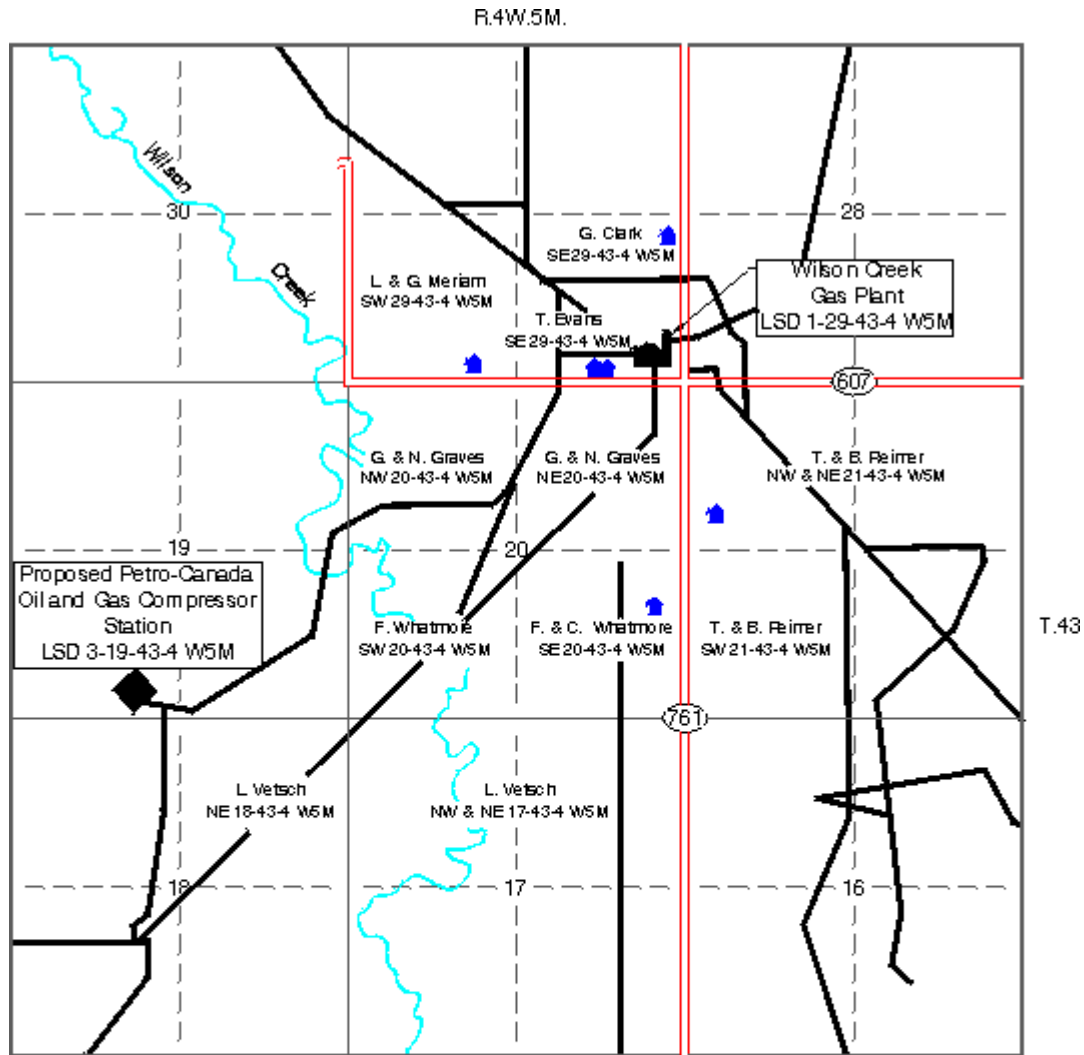 R.4W.5M.
Wilson
Creek
30
28
G. Clark
SE 29-43-4 W5M
Wilson Creek
Gas Plant
LSD 1-29-43-4 W5M
L & G. Meriam
SW 29-43-4 W5M
T. Evans
SE 29-43-4 W5M
607
G. & N. Graves
NW 20-43-4 W5M
G. & N. Graves
NE 20-43-4 W5M
T. & B. Reimer
NW & NE 21-43-4 W5M
19
20
Proposed Petro-Canada
Oil and Gas Compressor
Station
LSD 3-19-43-4 W5M
F. Whatmore
SW 20-43-4 W5M
F. & C. Whatmore
SE 20-43-4 W5M
T. & B. Reimer
SW 21-43-4 W5M
T.43
761
L. Vetsch
NE 18-43-4 W5M
L. Vetsch
NW & NE 17-43-4 W5M
18
17
16